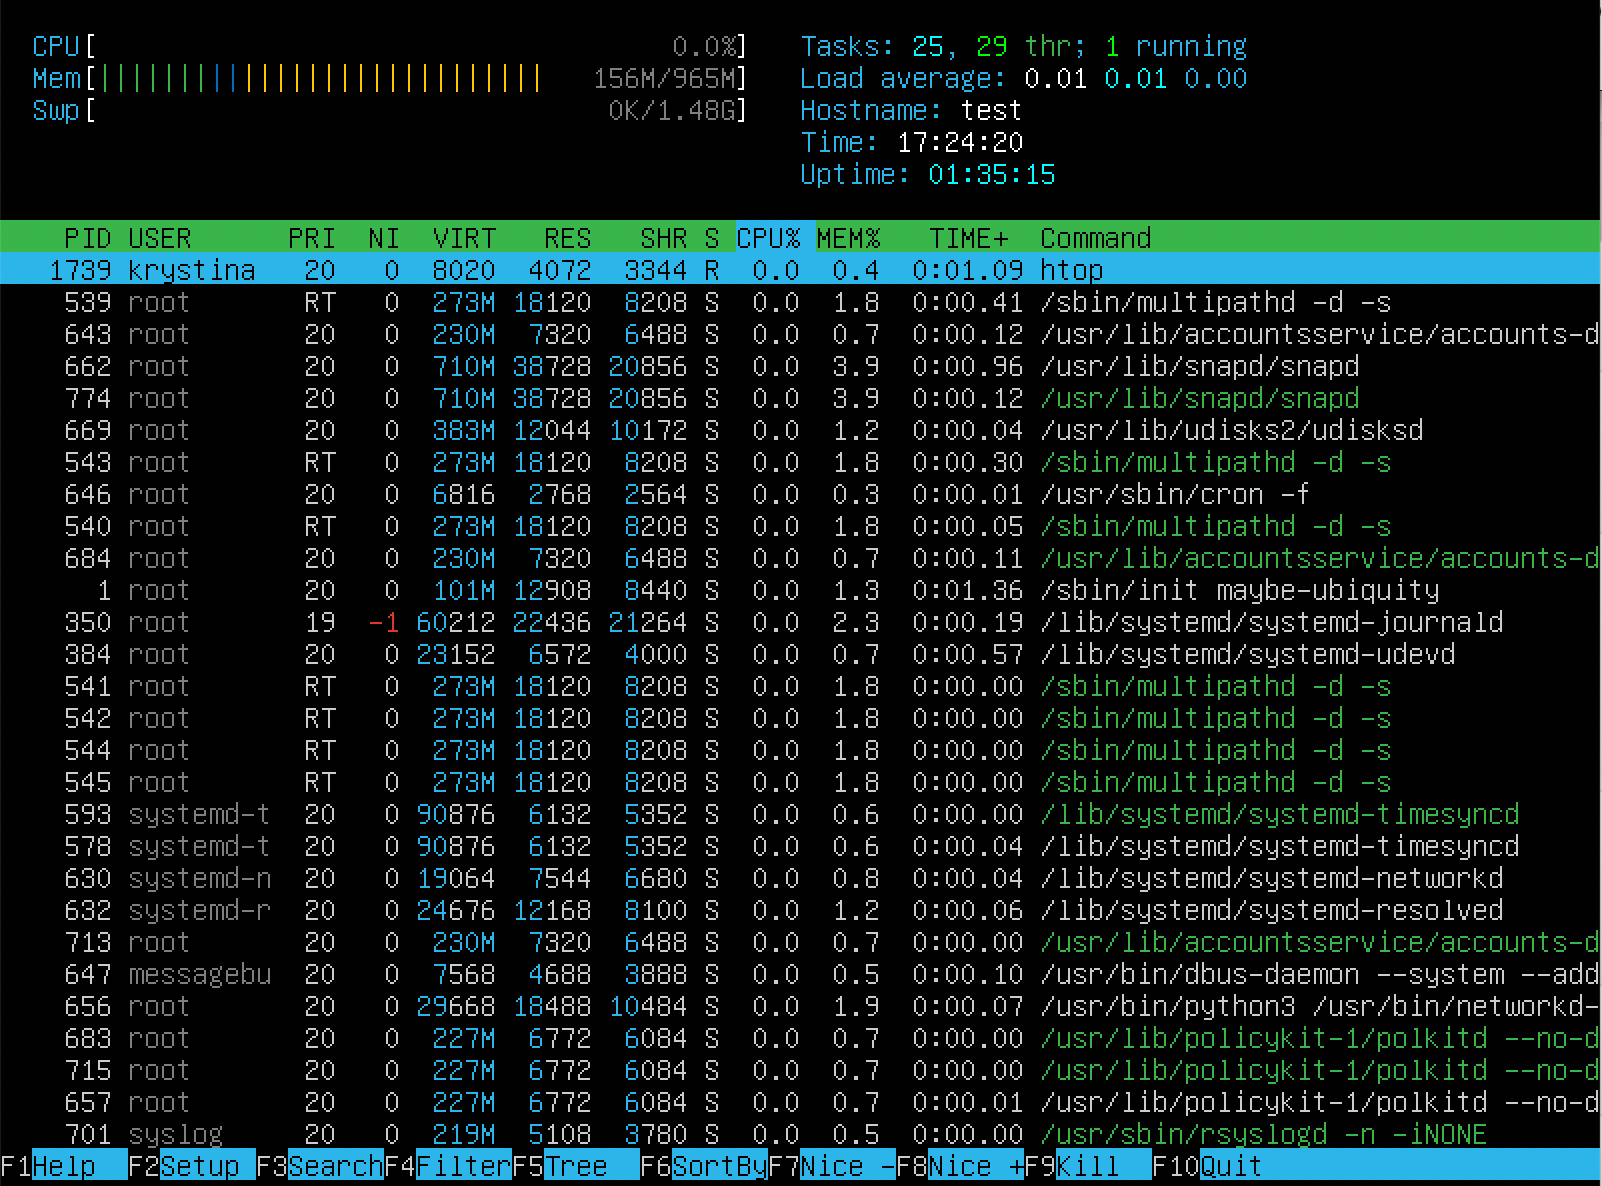 CPU[ 0.0%] Tasks: 25, 29 thr; 1 running
Mem[||||||||||||||||||||||||||||| 156M/965M] Load average: 0.01 0.01 0.00
Swp[ 0K/1.48G] Hostname: test
Time: 17:24:20
Uptime: 01:35:15
PID USER PRI NI VIRT RES SHR S CPU% MEM% TIME+ Command
1739 krystina 20 0 8020 4072 3344 R 0.0 0.4 0:01.09 htop
539 root RT 0 273M 18120 8208 S 0.0 1.8 0:00.41 /sbin/multipathd -d -s
643 root 20 0 230M 7320 6488 S 0.0 0.7 0:00.12 /usr/lib/accountsservice/accounts-d
662 root 20 0 710M 38728 20856 S 0.0 3.9 0:00.96 /usr/lib/snapd/snapd
774 root 20 0 710M 38728 20856 S 0.0 3.9 0:00.12 /usr/lib/snapd/snapd
669 root 20 0 383M 12044 10172 S 0.0 1.2 0:00.04 /usr/lib/udisks2/udisksd
543 root RT 0 273M 18120 8208 S 0.0 1.8 0:00.30 /sbin/multipathd -d -s
646 root 20 0 6816 2768 2564 S 0.0 0.3 0:00.01 /usr/sbin/cron -f
540 root RT 0 273M 18120 8208 S 0.0 1.8 0:00.05 /sbin/multipathd -d -s
684 root 20 0 230M 7320 6488 S 0.0 0.7 0:00.11 /usr/lib/accountsservice/accounts-d
1 root 20 0 101M 12908 8440 S 0.0 1.3 0:01.36 /sbin/init maybe-ubiquity
350 root 19 -1 60212 22436 21264 S 0.0 2.3 0:00.19 /lib/systemd/systemd-journald
384 root 20 0 23152 6572 4000 S 0.0 0.7 0:00.57 /lib/systemd/systemd-udevd
541 root RT 0 273M 18120 8208 S 0.0 1.8 0:00.00 /sbin/multipathd -d -s
542 root RT 0 273M 18120 8208 S 0.0 1.8 0:00.00 /sbin/multipathd -d -s
544 root RT 0 273M 18120 8208 S 0.0 1.8 0:00.00 /sbin/multipathd -d -s
545 root RT 0 273M 18120 8208 S 0.0 1.8 0:00.00 /sbin/multipathd -d -s
593 systemd-t 20 0 90876 6132 5352 S 0.0 0.6 0:00.00 /lib/systemd/systemd-timesyncd
578 systemd-t 20 0 90876 6132 5352 S 0.0 0.6 0:00.04 /lib/systemd/systemd-timesyncd
630 systemd-n 20 0 19064 7544 6680 S 0.0 0.8 0:00.04 /lib/systemd/systemd-networkd
632 systemd-r 20 0 24676 12168 8100 S 0.0 1.2 0:00.06 /lib/systemd/systemd-resolved
713 root 20 0 230M 7320 6488 S 0.0 0.7 0:00.00 /usr/lib/accountsservice/accounts-d
647 messagebu 20 0 7568 4688 3888 S 0.0 0.5 0:00.10 /usr/bin/dbus-daemon --system --add
656 root 20 0 29668 18488 10484 S 0.0 1.9 0:00.07 /usr/bin/python3 /usr/bin/networkd-
683 root 20 0 227M 6772 6084 S 0.0 0.7 0:00.00 /usr/lib/policykit-1/polkitd --no-d
715 root 20 0 227M 6772 6084 S 0.0 0.7 0:00.00 /usr/lib/policykit-1/polkitd --no-d
657 root 20 0 227M 6772 6084 S 0.0 0.7 0:00.01 /usr/lib/policykit-1/polkitd --no-d
701 syslog 20 0 219M 5108 3780 S 0.0 0.5 0:00.00 /usr/sbin/rsyslogd -n -iNONE
F1Help F2Setup F3SearchF4FilterF5Tree F6SortByF7Nice -F8Nice +F9Kill F10Quit